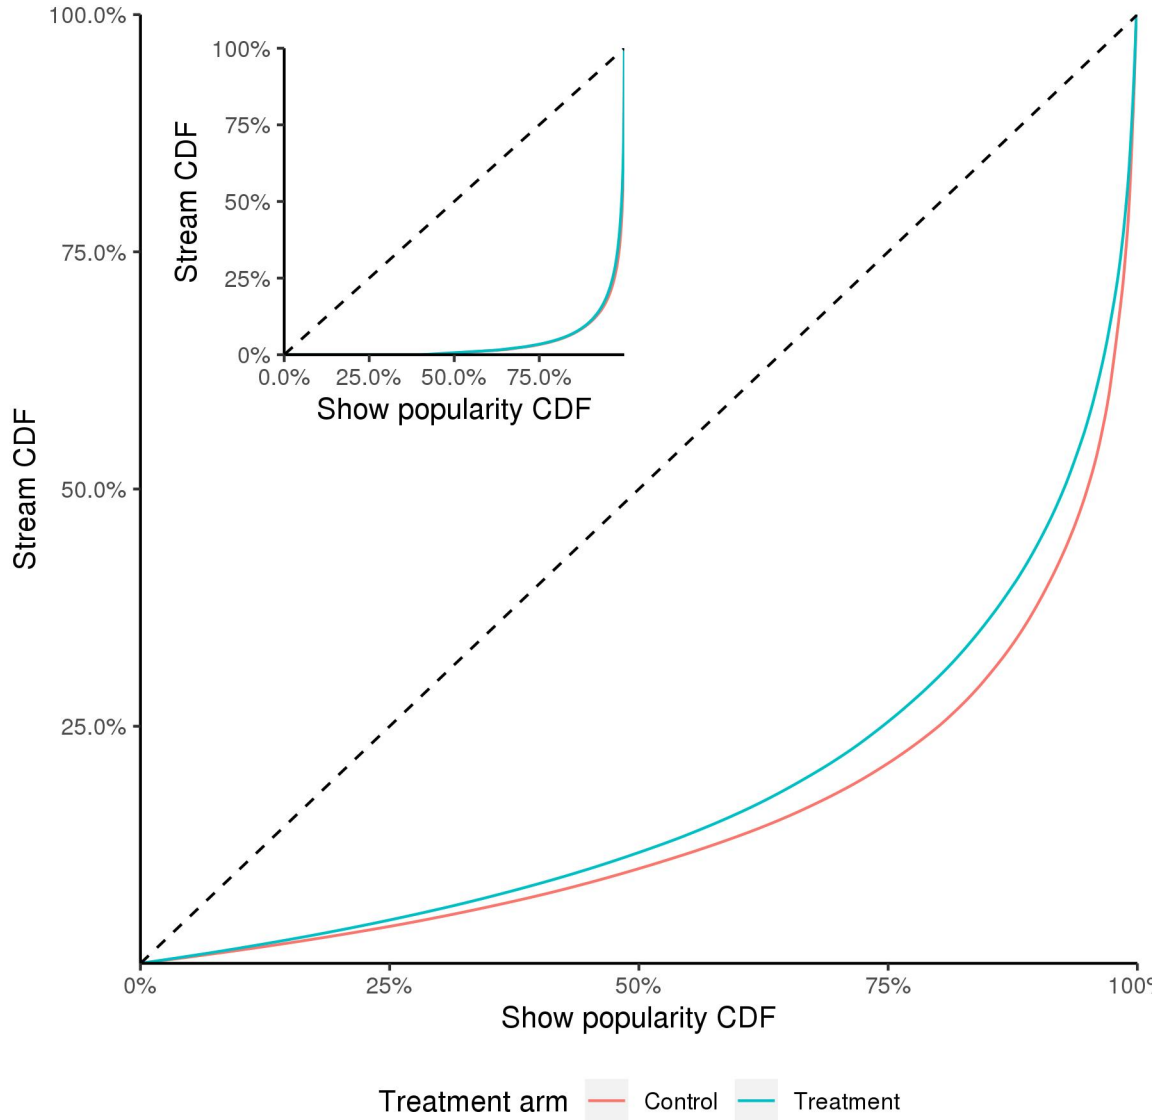 100.0%
75.0%
50.0%
25.0%
Stream CDF
100%
75%
50%
25%
0%
Stream CDF
0.0% 25.0% 50.0% 75.0%
Show popularity CDF
0% 25% 50% 75% 100%
Show popularity CDF
Treatment arm Control Treatment